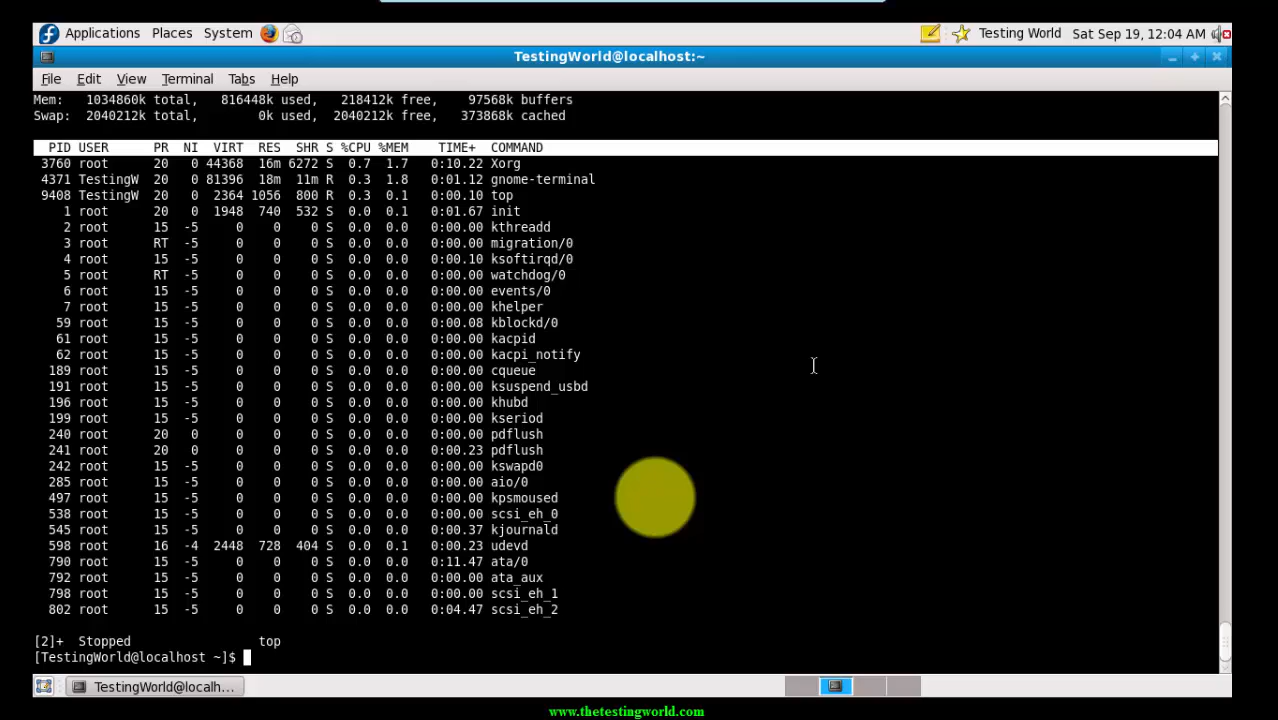 Applications Places System Testing World Sat Sep 19, 12:04 AM
TestingWorld@localhost:~
File Edit View Terminal Tabs Help
Mem: 1034860k total, 816448k used, 218412k free, 97568k buffers
Swap: 2040212k total, 0k used, 2040212k free, 373868k cached
PID USER PR NI VIRT RES SHR S %CPU %MEM TIME+ COMMAND
3760 root 20 0 44368 16m 6272 S 0.7 1.7 0:10.22 Xorg
4371 TestingW 20 0 81396 18m 11m R 0.3 1.8 0:01.12 gnome-terminal
9408 TestingW 20 0 2364 1056 800 R 0.3 0.1 0:00.10 top
1 root 20 0 1948 740 532 S 0.0 0.1 0:01.67 init
2 root 15 -5 0 0 0 S 0.0 0.0 0:00.00 kthreadd
3 root RT -5 0 0 0 S 0.0 0.0 0:00.00 migration/0
4 root 15 -5 0 0 0 S 0.0 0.0 0:00.10 ksoftirqd/0
5 root RT -5 0 0 0 S 0.0 0.0 0:00.00 watchdog/0
6 root 15 -5 0 0 0 S 0.0 0.0 0:00.00 events/0
7 root 15 -5 0 0 0 S 0.0 0.0 0:00.00 khelper
59 root 15 -5 0 0 0 S 0.0 0.0 0:00.08 kblockd/0
61 root 15 -5 0 0 0 S 0.0 0.0 0:00.00 kacpid
62 root 15 -5 0 0 0 S 0.0 0.0 0:00.00 kacpi_notify
189 root 15 -5 0 0 0 S 0.0 0.0 0:00.00 cqueue
191 root 15 -5 0 0 0 S 0.0 0.0 0:00.00 ksuspend_usbd
196 root 15 -5 0 0 0 S 0.0 0.0 0:00.00 khubd
199 root 15 -5 0 0 0 S 0.0 0.0 0:00.00 kseriod
240 root 20 0 0 0 0 S 0.0 0.0 0:00.00 pdflush
241 root 20 0 0 0 0 S 0.0 0.0 0:00.23 pdflush
242 root 15 -5 0 0 0 S 0.0 0.0 0:00.00 kswapd0
285 root 15 -5 0 0 0 S 0.0 0.0 0:00.00 aio/0
497 root 15 -5 0 0 0 S 0.0 0.0 0:00.00 kpsmoused
538 root 15 -5 0 0 0 S 0.0 0.0 0:00.00 scsi_eh_0
545 root 15 -5 0 0 0 S 0.0 0.0 0:00.37 kjournald
598 root 16 -4 2448 728 404 S 0.0 0.1 0:00.23 udevd
790 root 15 -5 0 0 0 S 0.0 0.0 0:11.47 ata/0
792 root 15 -5 0 0 0 S 0.0 0.0 0:00.00 ata_aux
798 root 15 -5 0 0 0 S 0.0 0.0 0:00.00 scsi_eh_1
802 root 15 -5 0 0 0 S 0.0 0.0 0:04.47 scsi_eh_2
[2]+ Stopped top
[TestingWorld@localhost ~]$
TestingWorld@localh...
www.thetestingworld.com